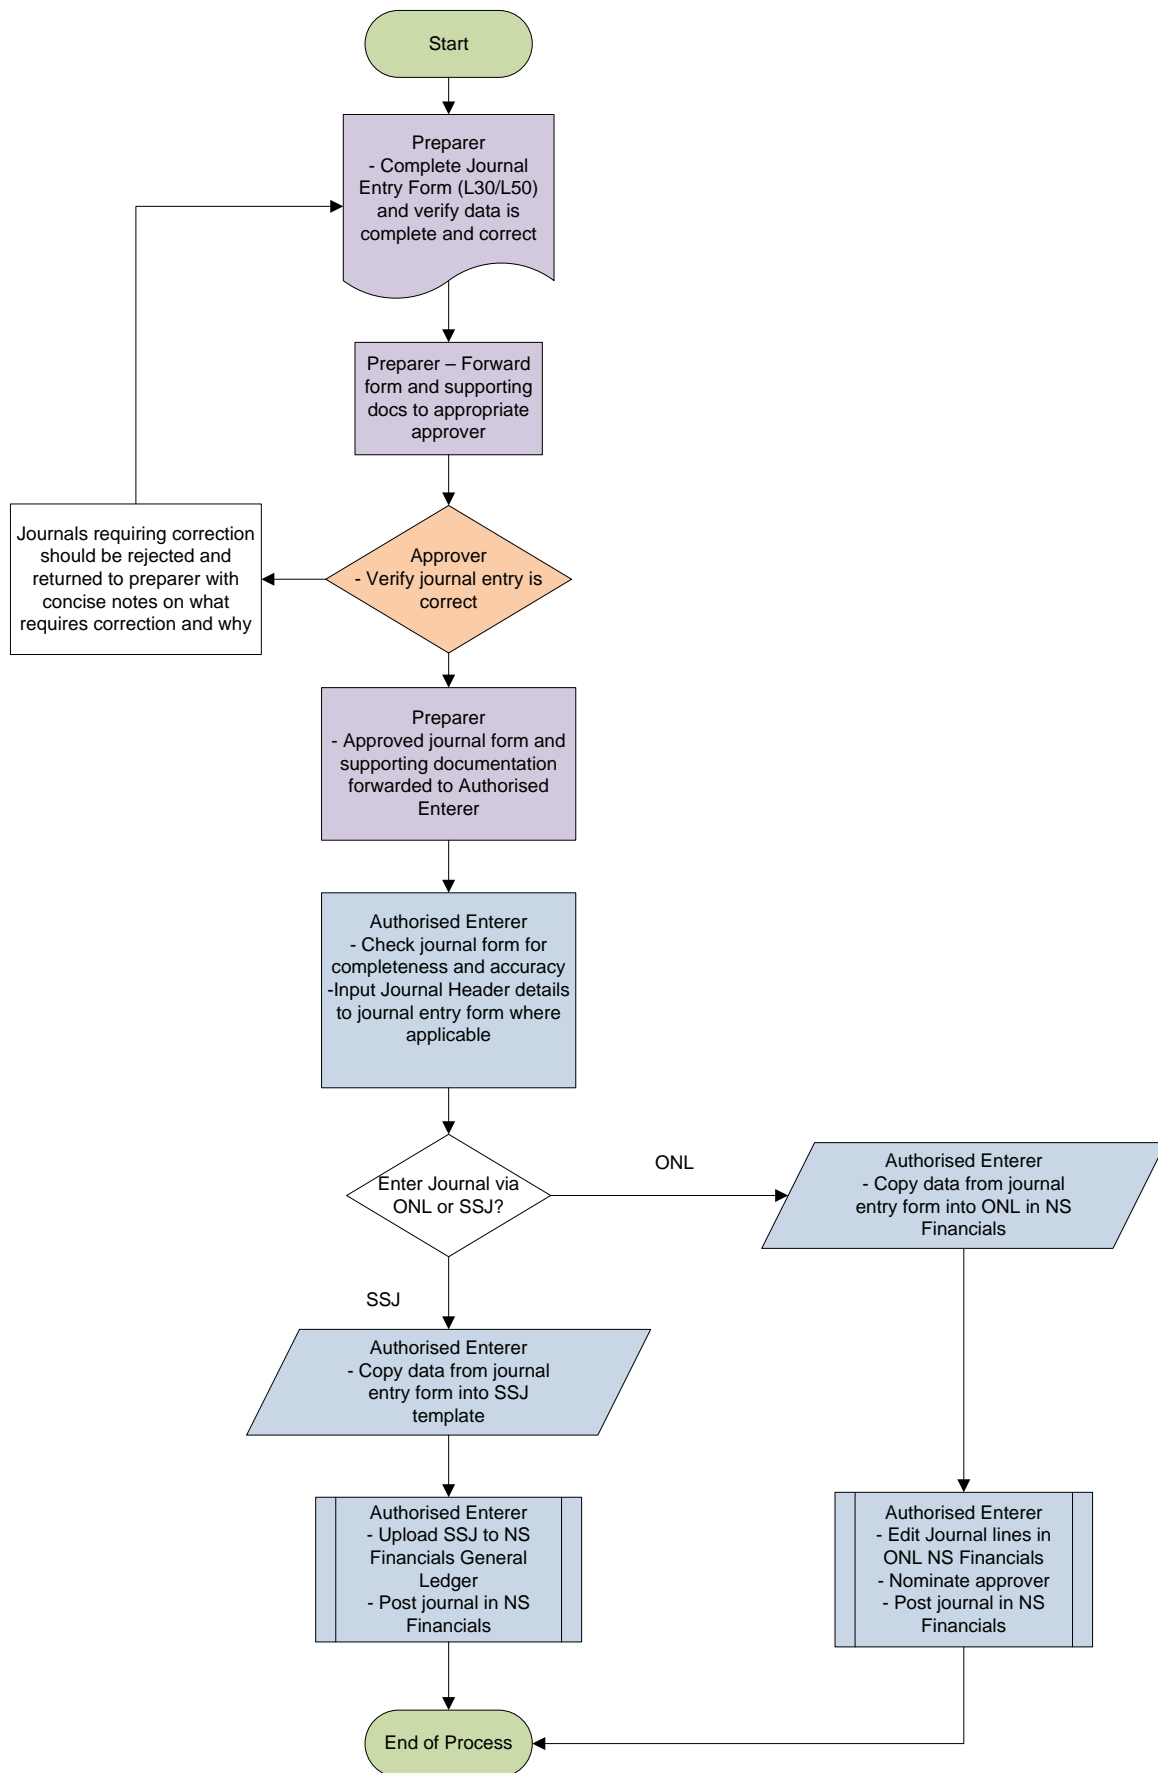 Start
Preparer
- Complete Journal
Entry Form (L30/L50)
and verify data is
complete and correct
Preparer – Forward
form and supporting
docs to appropriate
approver
Journals requiring correction
should be rejected and
returned to preparer with
concise notes on what
requires correction and why
Approver
- Verify journal entry is
correct
Preparer
- Approved journal form and
supporting documentation
forwarded to Authorised
Enterer
Authorised Enterer
- Check journal form for
completeness and accuracy
-Input Journal Header details
to journal entry form where
applicable
Enter Journal via
ONL or SSJ?
ONL
Authorised Enterer
- Copy data from journal
entry form into ONL in NS
Financials
SSJ
Authorised Enterer
- Copy data from journal
entry form into SSJ
template
Authorised Enterer
- Upload SSJ to NS
Financials General
Ledger
- Post journal in NS
Financials
Authorised Enterer
- Edit Journal lines in
ONL NS Financials
- Nominate approver
- Post journal in NS
Financials
End of Process